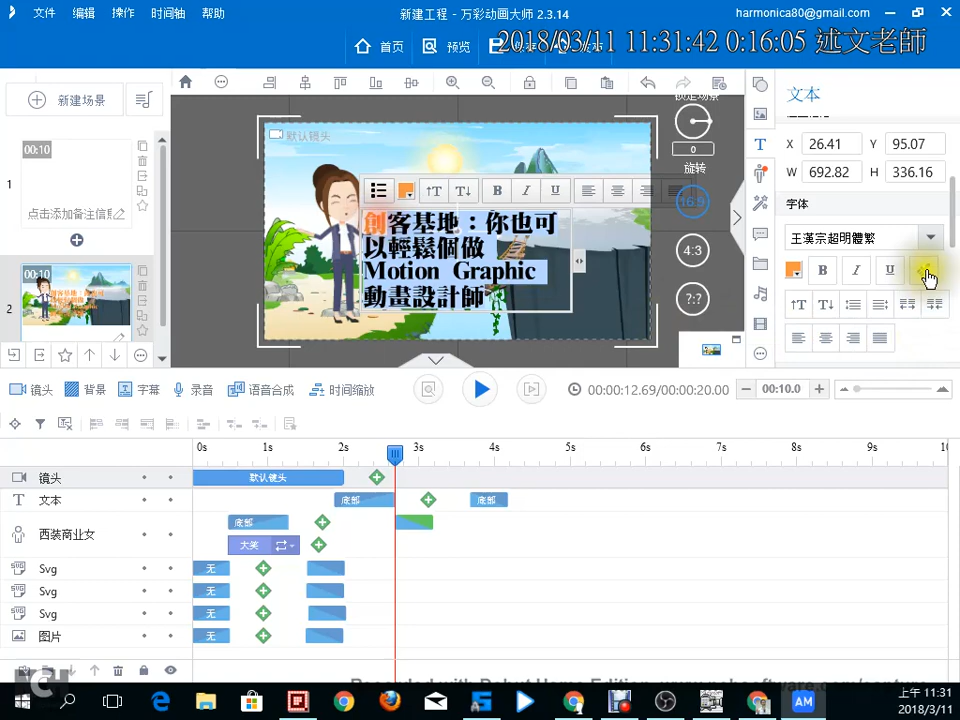 文件 编辑 操作 时间轴 帮助
新建工程 - 万彩动画大师 2.3.14
harmonica80@gmail.com
首页 预览
2018/03/11 11:31:42 0:16:05 述文老師
新建场景
00:10
1
点击添加备注信息
00:10
2
默认镜头
創客基地：你也可
以輕鬆個做
Motion Graphic
動畫設計師
B I U
0
旋转
16:9
4:3
?:?
文本
X 26.41 Y 95.07
W 692.82 H 336.16
字体
王漢宗超明體繁
B I U
镜头 背景 字幕 录音 语音合成 时间缩放
00:00:12.69/00:00:20.00
00:10.0
0s 1s 2s 3s 4s 5s 6s 7s 8s 9s
镜头 默认镜头
文本 底部 底部
西装商业女 底部
大笑
Svg 无
Svg 无
Svg 无
图片 无
上午 11:31
2018/3/11
AM